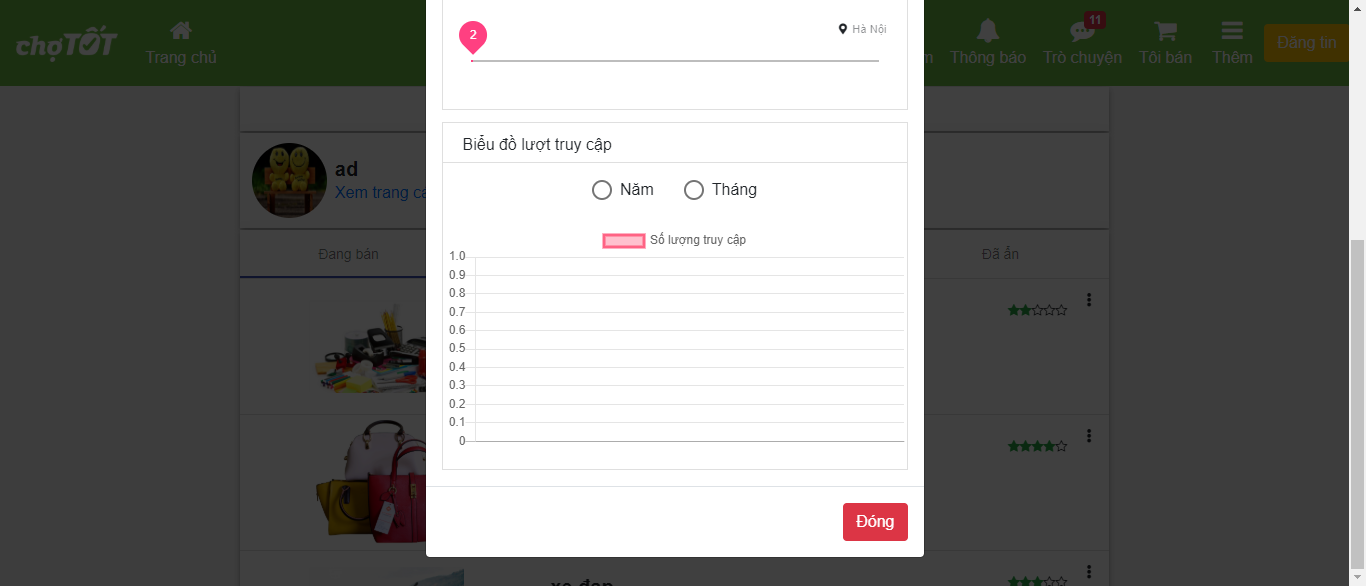 chợTỐT
Trang chủ
Thông báo
11
Trò chuyện
Tôi bán
Thêm
Đăng tin
2
Hà Nội
ad
Xem trang
Biểu đồ lượt truy cập
Năm
Tháng
Đang bán
Đã ẩn
Số lượng truy cập
1.0
0.9
0.8
0.7
0.6
0.5
0.4
0.3
0.2
0.1
0
Đóng
xe đạp